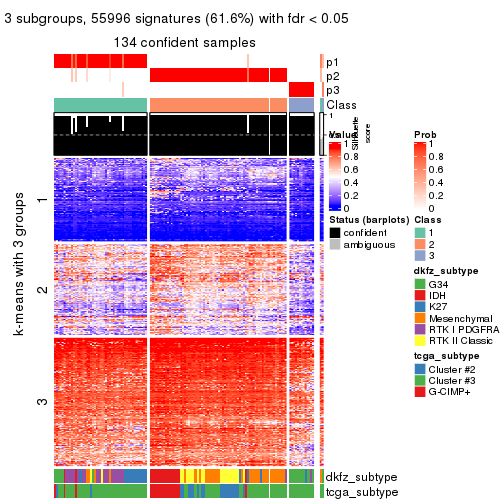 3 subgroups, 55996 signatures (61.6%) with fdr < 0.05
134 confident samples
p1
p2
p3
Class
1
Silhouette
score
k-means with 3 groups
1
2
3
Value
1
0.8
0.6
0.4
0.2
0
Status (barplots)
confident
ambiguous
Prob
1
0.8
0.6
0.4
0.2
0
Class
1
2
3
dkfz_subtype
G34
IDH
K27
Mesenchymal
RTK I PDGFRA
RTK II Classic
tcga_subtype
Cluster #2
Cluster #3
G-CIMP+
dkfz_subtype
tcga_subtype